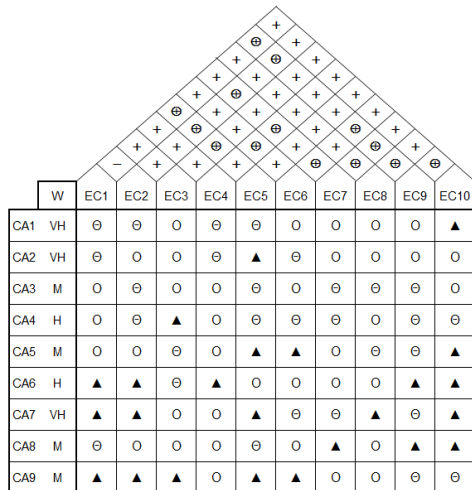 +
⊕ +
+ ⊕ +
+ + + +
+ ⊕ + + +
⊕ + + + + +
+ ⊕ + ⊕ + ⊕ +
+ + ⊕ ⊕ + + ⊕ +
− + + + + ⊕ ⊕ ⊕ ⊕
W EC1 EC2 EC3 EC4 EC5 EC6 EC7 EC8 EC9 EC10
CA1 VH Θ Θ O Θ Θ O O O O ▲
CA2 VH Θ O O Θ ▲ Θ O O O O
CA3 M O Θ Θ O Θ O Θ Θ Θ O
CA4 H O Θ ▲ O Θ Θ Θ O Θ O
CA5 M O O Θ O ▲ ▲ O Θ Θ ▲
CA6 H ▲ ▲ Θ ▲ O O O O ▲ ▲
CA7 VH ▲ ▲ O O ▲ Θ Θ ▲ Θ ▲
CA8 M Θ O O O Θ O ▲ O ▲ ▲
CA9 M ▲ ▲ ▲ O ▲ ▲ O O Θ Θ